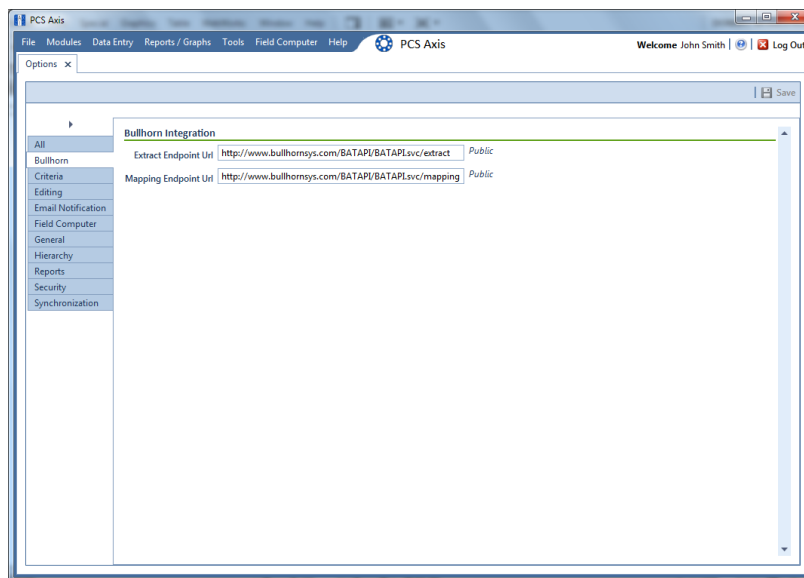 PCS Axis
File Modules Data Entry Reports / Graphs Tools Field Computer Help PCS Axis Welcome John Smith | Log Out
Options x
Save
Bullhorn Integration
All
Bullhorn
Criteria
Editing
Email Notification
Field Computer
General
Hierarchy
Reports
Security
Synchronization
Extract Endpoint Url http://www.bullhornsys.com/BATAPI/BATAPI.svc/extract Public
Mapping Endpoint Url http://www.bullhornsys.com/BATAPI/BATAPI.svc/mapping Public